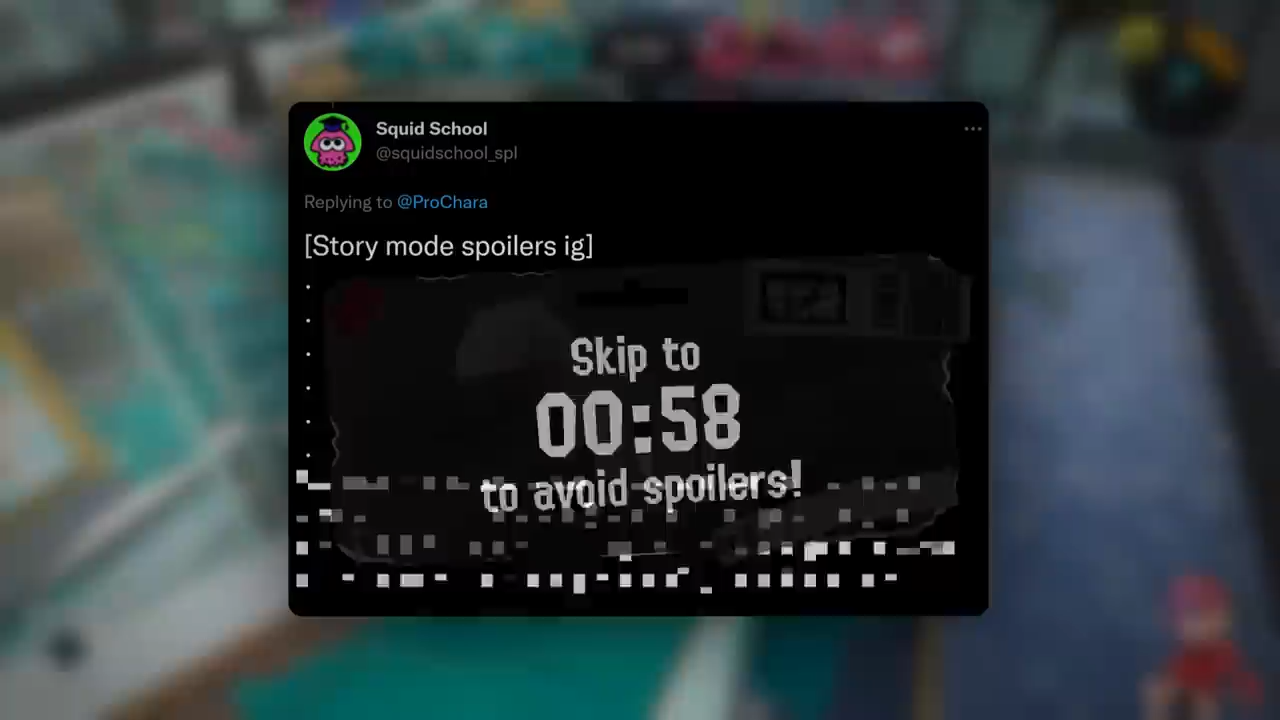 Squid School
@squidschool_spl
Replying to @ProChara
[Story mode spoilers ig]
.
.
.
.
.
.
Skip to
00:58
to avoid spoilers!